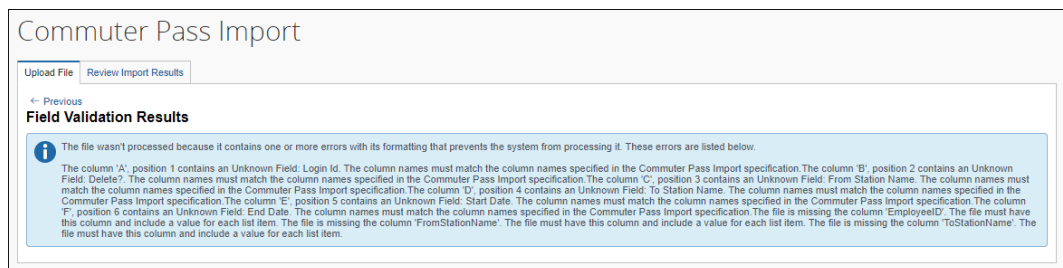 Commuter Pass Import
Upload File
Review Import Results
← Previous
Field Validation Results
The file wasn't processed because it contains one or more errors with its formatting that prevents the system from processing it. These errors are listed below.
The column 'A', position 1 contains an Unknown Field: Login Id. The column names must match the column names specified in the Commuter Pass Import specification.The column 'B', position 2 contains an Unknown
Field: Delete?. The column names must match the column names specified in the Commuter Pass Import specification.The column 'C', position 3 contains an Unknown Field: From Station Name. The column names must
match the column names specified in the Commuter Pass Import specification.The column 'D', position 4 contains an Unknown Field: To Station Name. The column names must match the column names specified in the
Commuter Pass Import specification.The column 'E', position 5 contains an Unknown Field: Start Date. The column names must match the column names specified in the Commuter Pass Import specification.The column
'F', position 6 contains an Unknown Field: End Date. The column names must match the column names specified in the Commuter Pass Import specification.The file is missing the column 'EmployeeID'. The file must have
this column and include a value for each list item. The file is missing the column 'FromStationName'. The file must have this column and include a value for each list item. The file is missing the column 'ToStationName'. The
file must have this column and include a value for each list item.